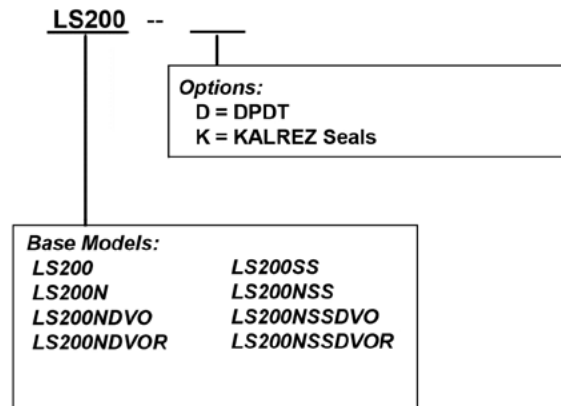 LS200 --
Options:
D = DPDT
K = KALREZ Seals
Base Models:
LS200 LS200SS
LS200N LS200NSS
LS200NDVO LS200NSSDVO
LS200NDVOR LS200NSSDVOR